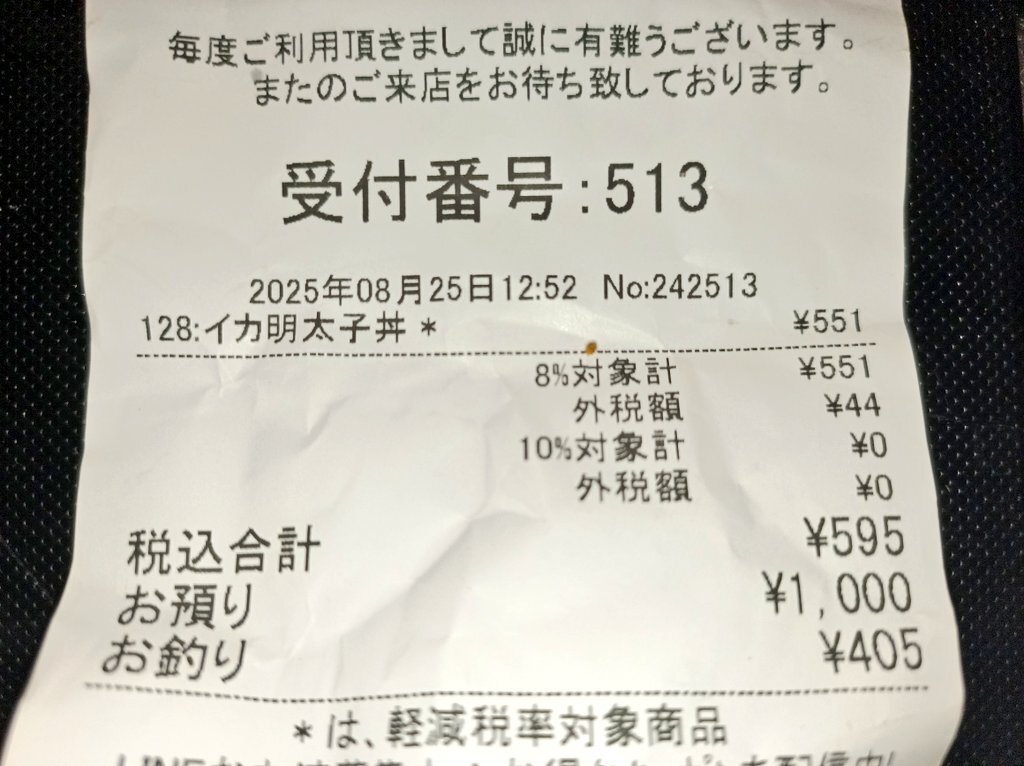 毎度ご利用頂きまして誠に有難うございます。
またのご来店をお待ち致しております。
受付番号:513
2025年08月25日12:52 No:242513
128:イカ明太子丼 * ¥551
8%対象計 ¥551
外税額 ¥44
10%対象計 ¥0
外税額 ¥0
税込合計 ¥595
お預り ¥1,000
お釣り ¥405
*は、軽減税率対象商品